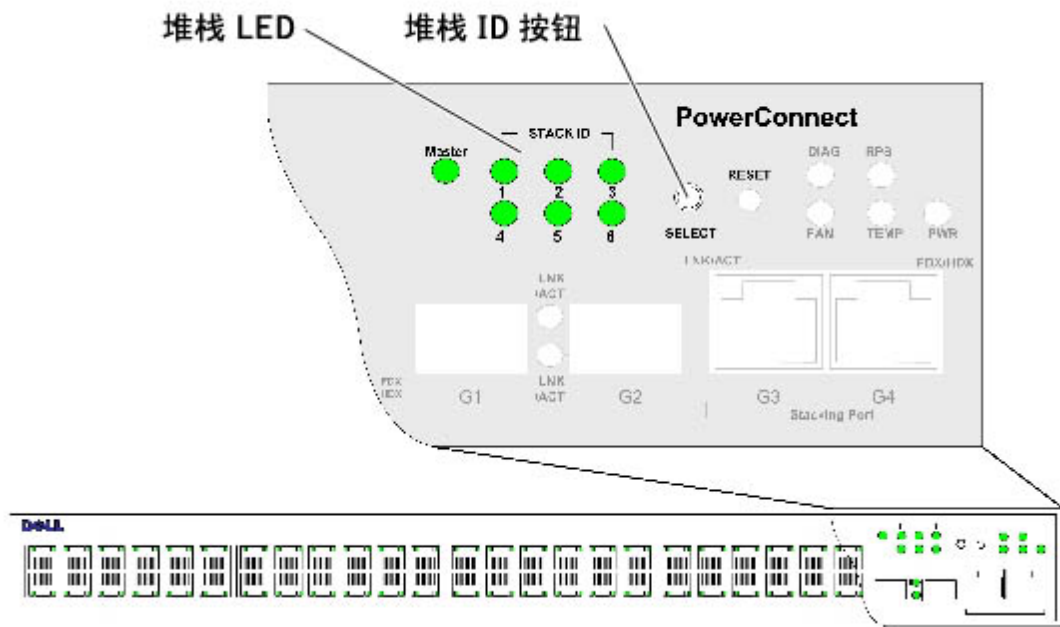 堆栈 LED
堆栈 ID 按钮
PowerConnect
STACK ID
Master
1 2 3
4 5 6
SELECT
RESET
DIAG RPS
FAN TEMP PWR
LNK/ACT
FDX/HDX
LNK
/ACT
LNK
/ACT
FDX
HDX
G1 G2 G3 G4
Stacking Port
DELL